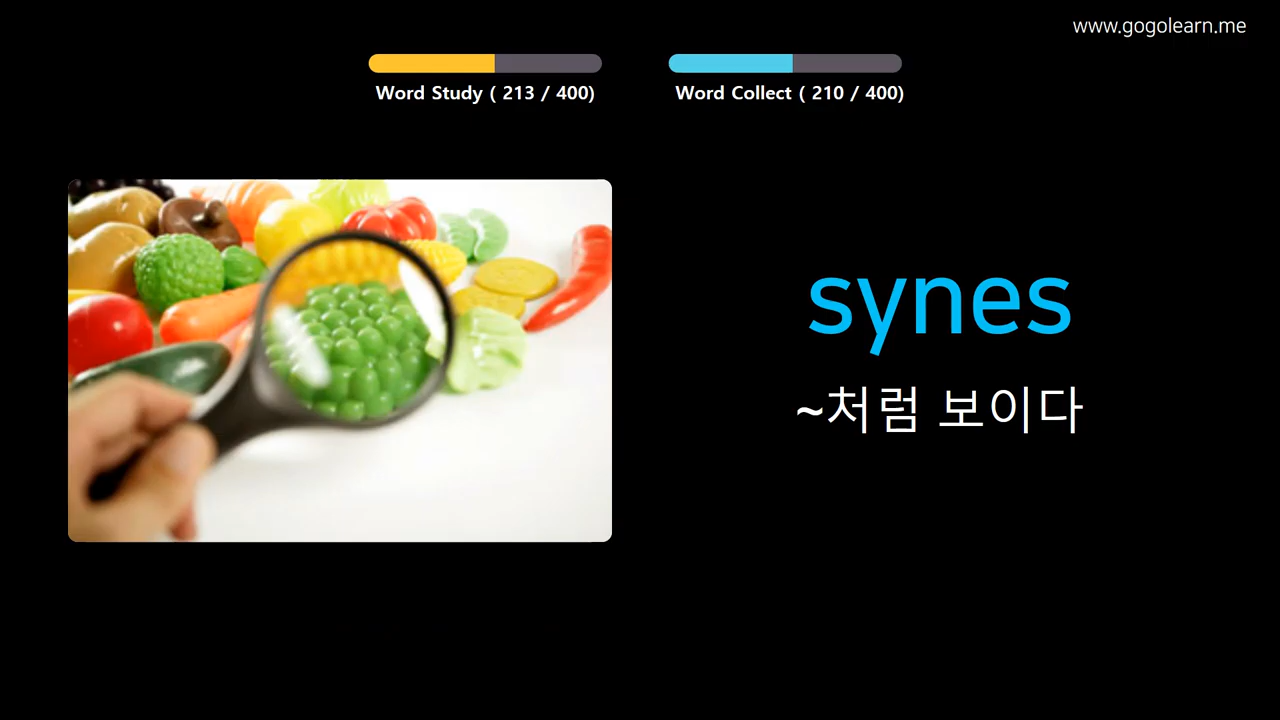 www.gogolearn.me
Word Study ( 213 / 400)
Word Collect ( 210 / 400)
synes
~처럼 보이다